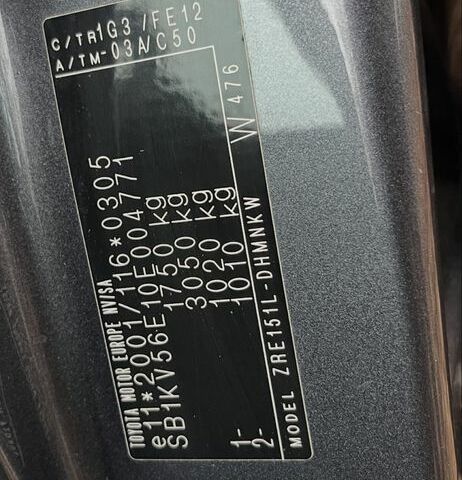 TOYOTA MOTOR EUROPE NV/SA
e11*2001/116*0305
SB1KV56E10E004771
1750 kg
3050 kg
1- 1020 kg
2- 1010 kg
W 476
MODEL ZRE151L-DHMNKW
C/TR 1G3 /FE12
A/TM-03A/C50